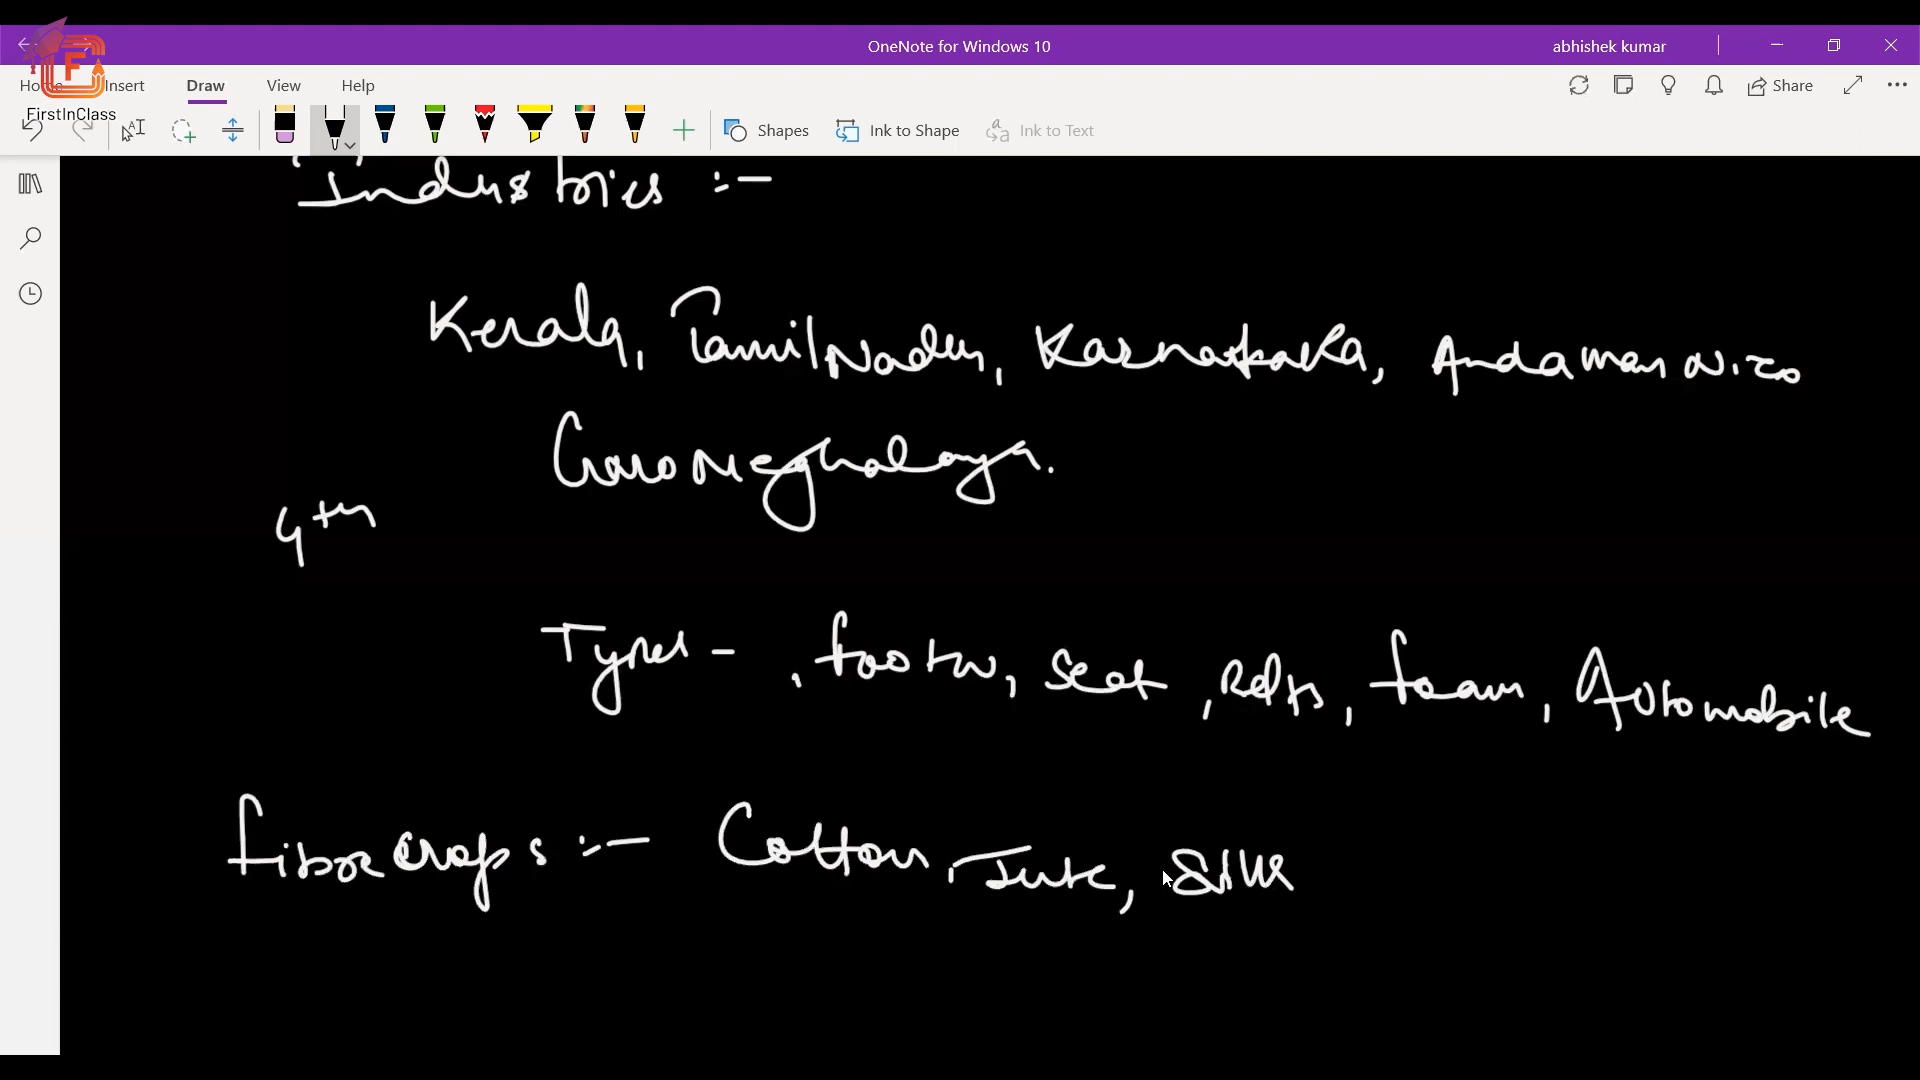 OneNote for Windows 10
abhishek kumar
Home Insert Draw View Help
Share
FirstInClass
Shapes Ink to Shape Ink to Text
Industries :-
Kerala, TamilNadu, Karnataka, Andaman Nico
Garo Meghalaya.
4th
Tyres - , footw, seat, Belts, foam, Automobile
fibre crops :- Cotton, Jute, Silk